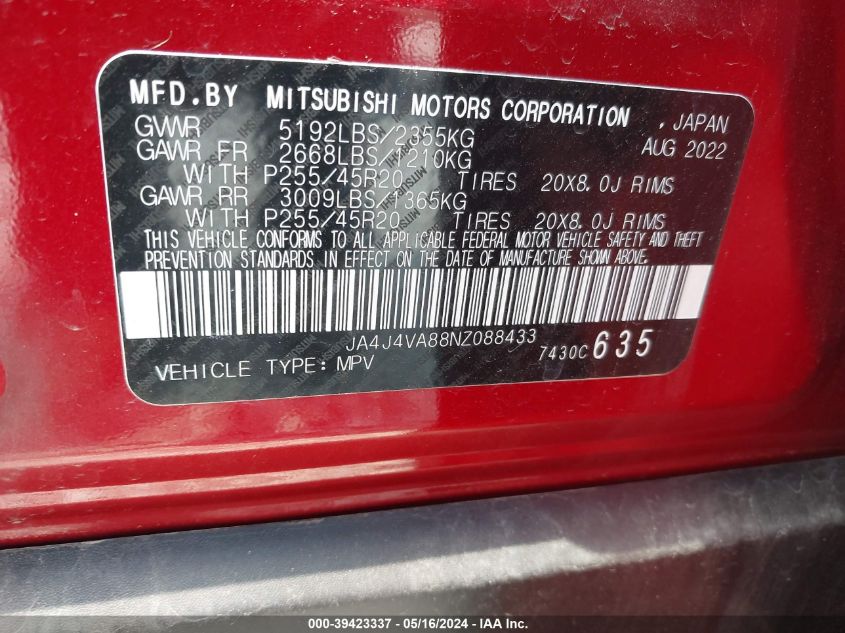 MFD.BY MITSUBISHI MOTORS CORPORATION , JAPAN
GVWR 5192LBS/2355KG AUG 2022
GAWR FR 2668LBS/1210KG
WITH P255/45R20 TIRES 20X8.0J RIMS
GAWR RR 3009LBS/1365KG
WITH P255/45R20 TIRES 20X8.0J RIMS
THIS VEHICLE CONFORMS TO ALL APPLICABLE FEDERAL MOTOR VEHICLE SAFETY AND THEFT
PREVENTION STANDARDS IN EFFECT ON THE DATE OF MANUFACTURE SHOWN ABOVE.
JA4J4VA88NZ088433
7430C 635
VEHICLE TYPE: MPV
000-39423337 - 05/16/2024 - © IAA, Inc.